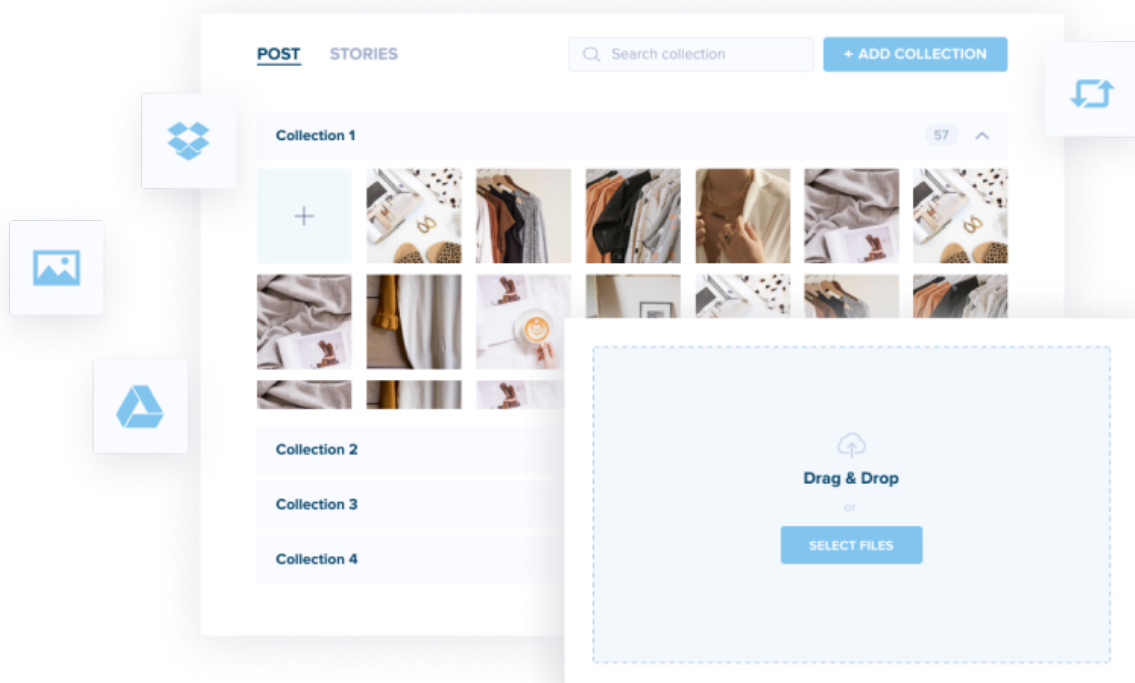 POST STORIES Search collection + ADD COLLECTION
Collection 1 57
Collection 2
Collection 3
Collection 4
Drag & Drop
or
SELECT FILES